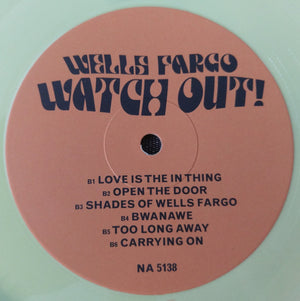 WELLS FARGO
WATCH OUT!
B1 LOVE IS THE IN THING
B2 OPEN THE DOOR
B3 SHADES OF WELLS FARGO
B4 BWANAWE
B5 TOO LONG AWAY
B6 CARRYING ON
NA 5138